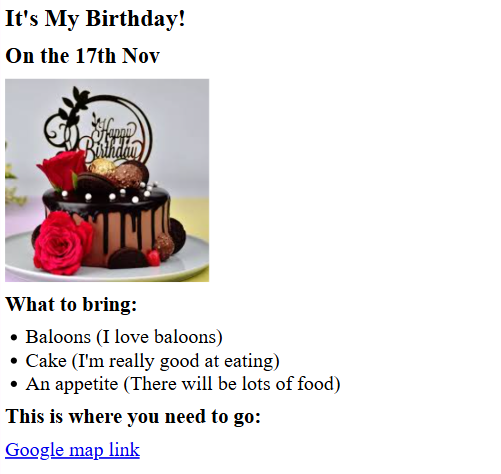 It's My Birthday!
On the 17th Nov
Happy
Birthday
What to bring:
Baloons (I love baloons)
Cake (I'm really good at eating)
An appetite (There will be lots of food)
This is where you need to go:
Google map link